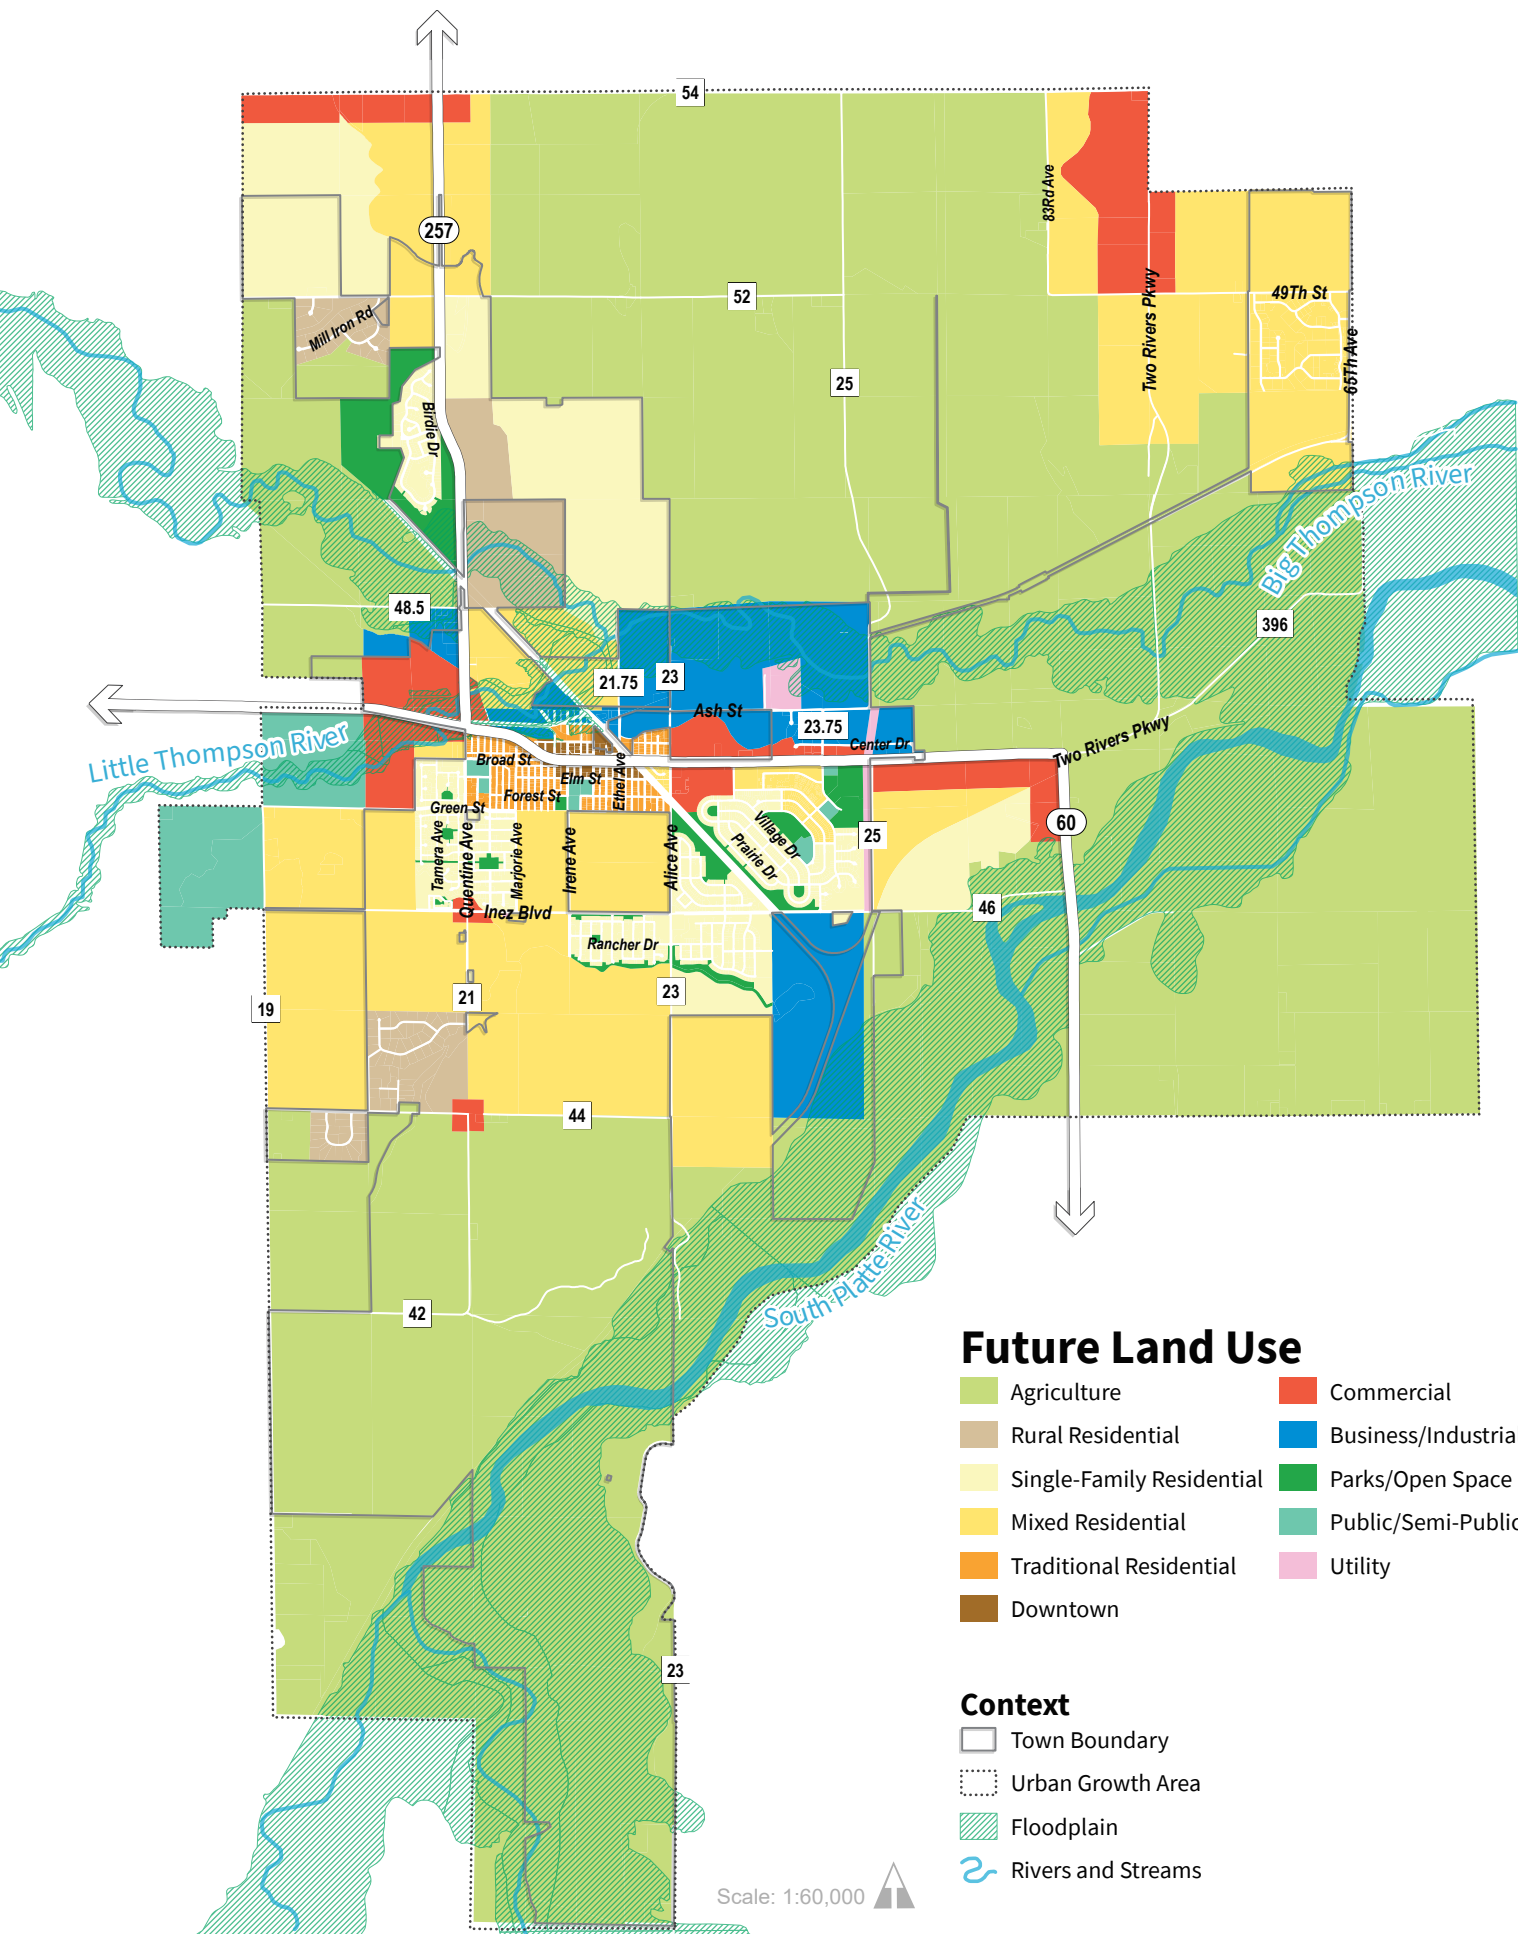 54
83Rd Ave
257
52
49Th St
Mill Iron Rd
Two Rivers Pkwy
65Th Ave
25
Birdie Dr
Big Thompson River
48.5
396
21.75
23
Ash St
23.75
Center Dr
Little Thompson River
Two Rivers Pkwy
Broad St
Elm St
Ethel Ave
Forest St
Green St
60
Village Dr
Prairie Dr
25
Tamera Ave
Quentine Ave
Marjorie Ave
Irene Ave
Alice Ave
46
Inez Blvd
Rancher Dr
19
21
23
44
South Platte River
42
23
Future Land Use
Agriculture
Rural Residential
Single-Family Residential
Mixed Residential
Traditional Residential
Downtown
Commercial
Business/Industria
Parks/Open Space
Public/Semi-Public
Utility
Context
Town Boundary
Urban Growth Area
Floodplain
Rivers and Streams
Scale: 1:60,000